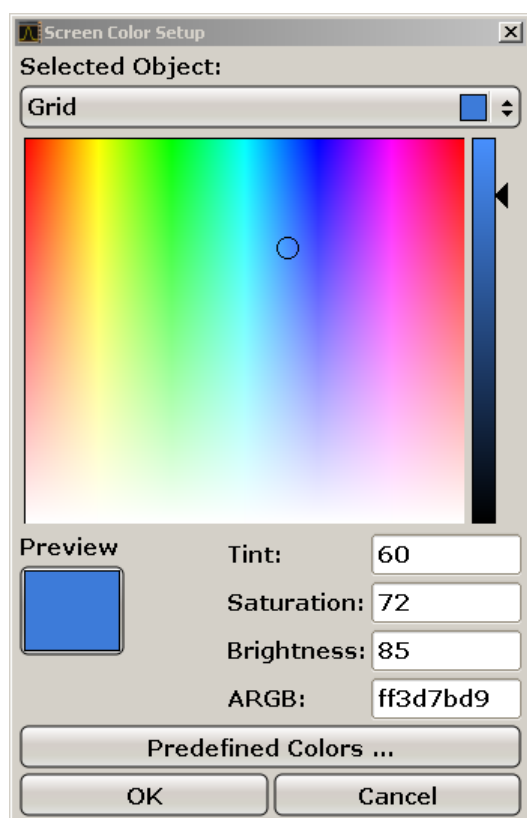 Screen Color Setup
Selected Object:
Grid
Preview
Tint: 60
Saturation: 72
Brightness: 85
ARGB: ff3d7bd9
Predefined Colors ...
OK Cancel